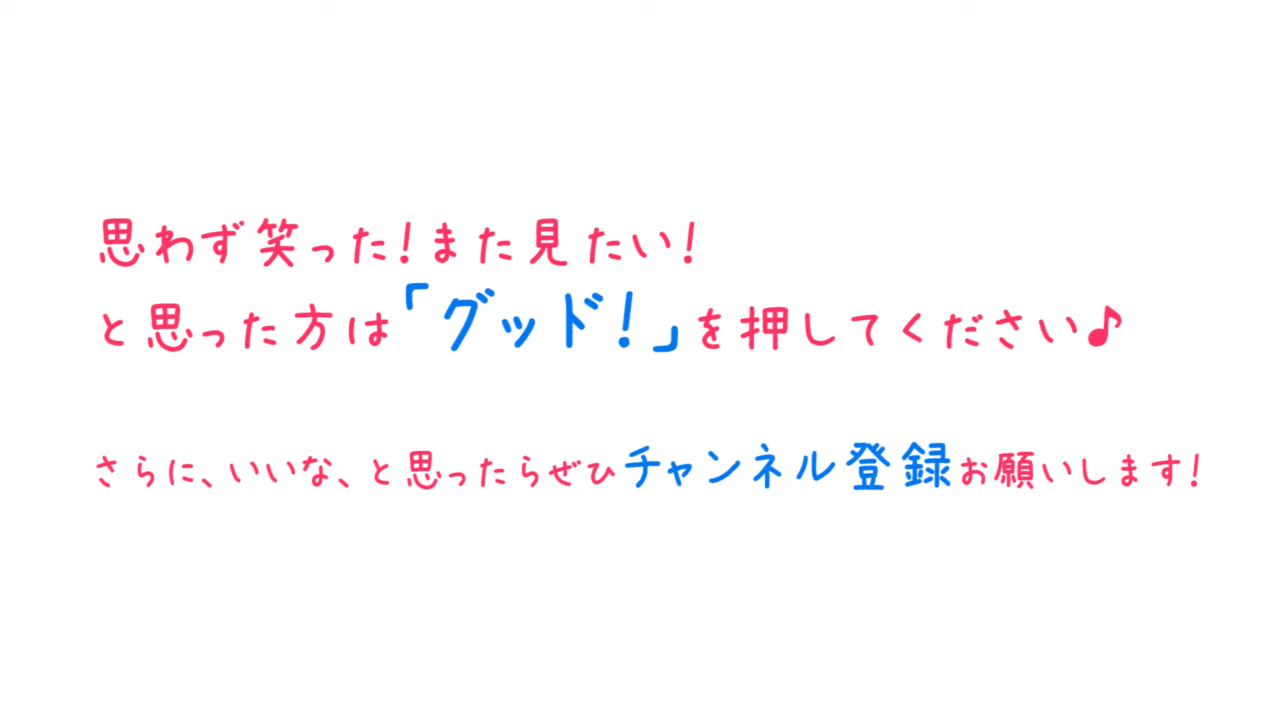 思わず笑った!また見たい!
と思った方は「グッド!」を押してください♪
さらに、いいな、と思ったらぜひチャンネル登録お願いします!